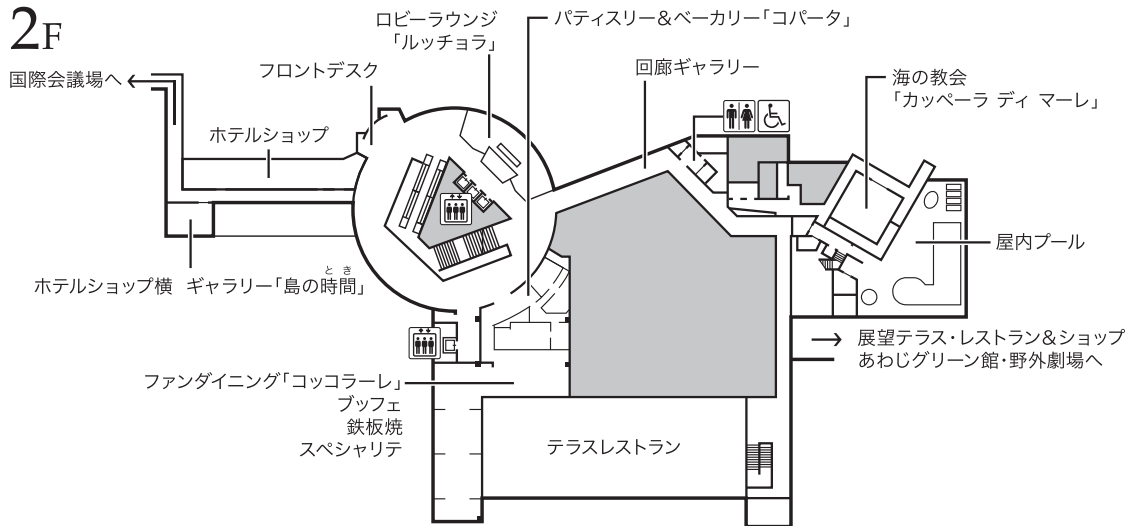 2F
国際会議場へ
フロントデスク
ロビーラウンジ
「ルッチョラ」
パティスリー＆ベーカリー「コパータ」
回廊ギャラリー
海の教会
「カッペーラ ディ マーレ」
ホテルショップ
屋内プール
ホテルショップ横 ギャラリー「島の時間」
とき
展望テラス・レストラン＆ショップ
あわじグリーン館・野外劇場へ
ファンダイニング「コッコラーレ」
ブッフェ
鉄板焼
スペシャリテ
テラスレストラン